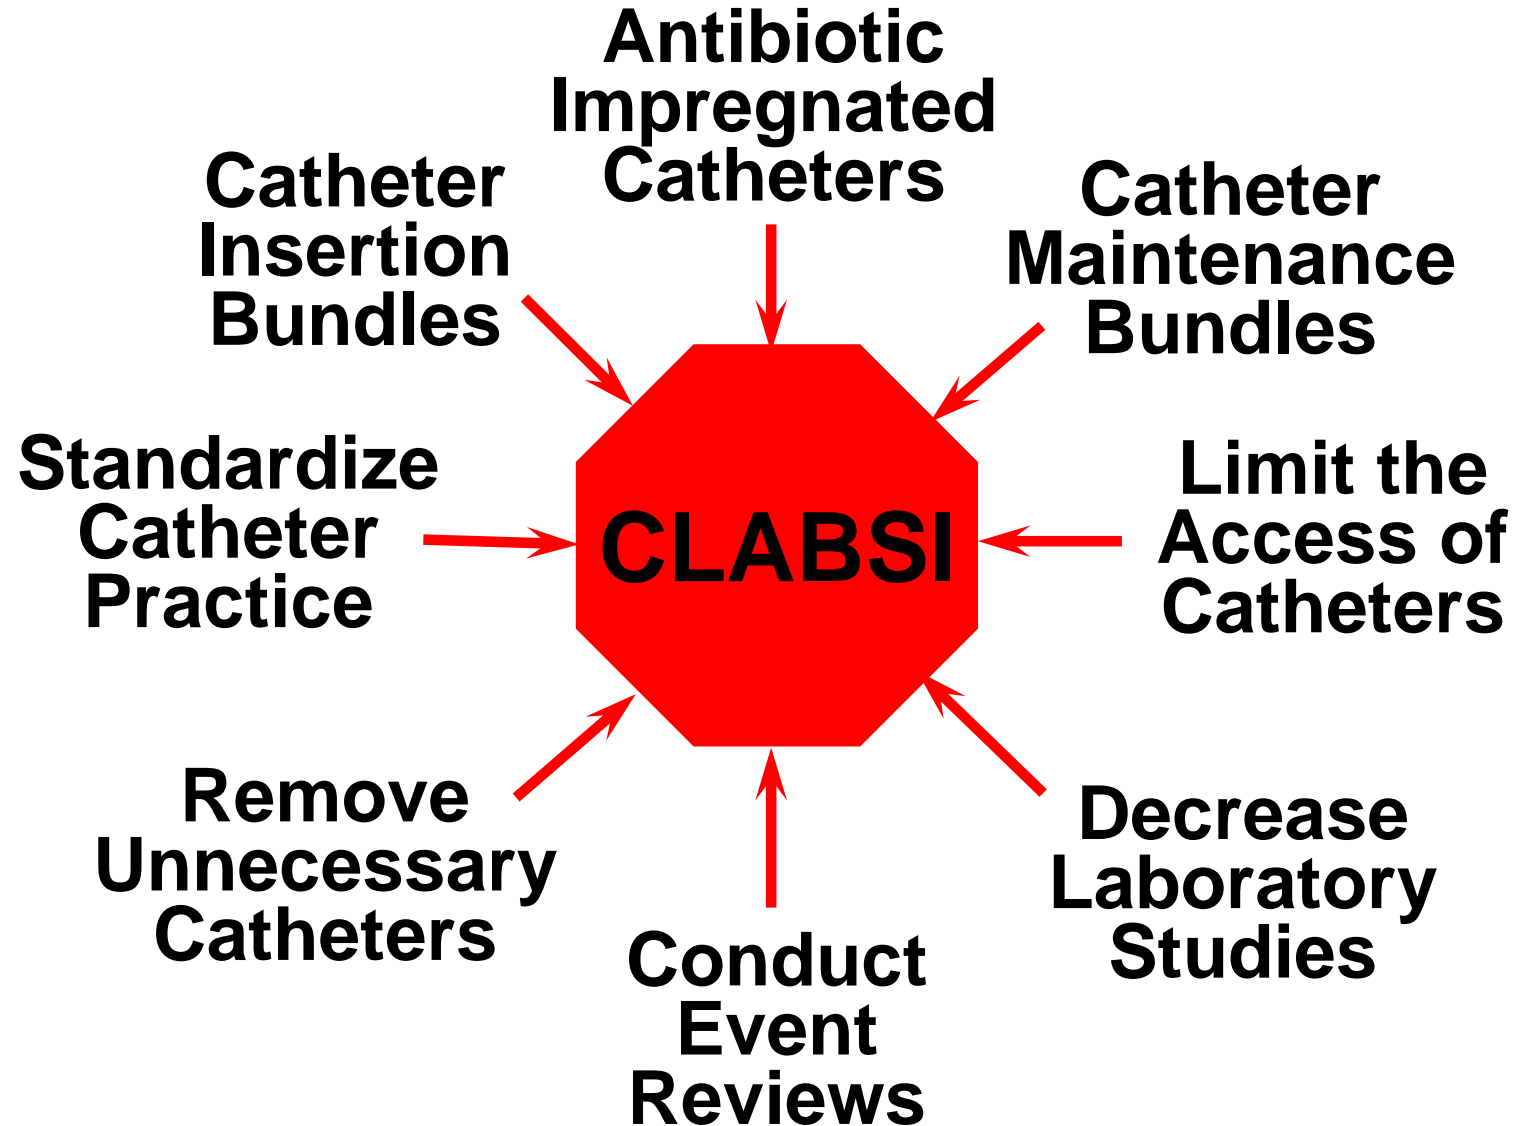 Antibiotic
Impregnated
Catheters
Catheter
Insertion
Bundles
Catheter
Maintenance
Bundles
Standardize
Catheter
Practice
CLABSI
Limit the
Access of
Catheters
Remove
Unnecessary
Catheters
Decrease
Laboratory
Studies
Conduct
Event
Reviews